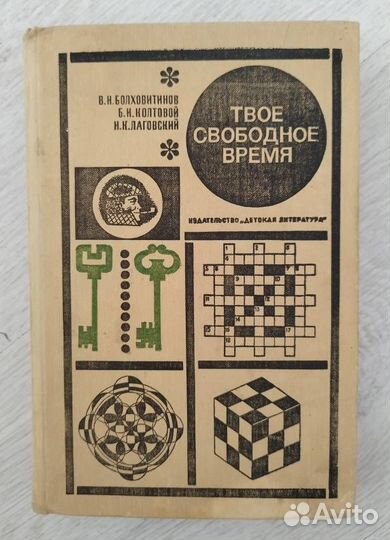 В.Н.БОЛХОВИТИНОВ
Б.И.КОЛТОВОЙ
И.К.ЛАГОВСКИЙ
ТВОЕ
СВОБОДНОЕ
ВРЕМЯ
ИЗДАТЕЛЬСТВО „ДЕТСКАЯ ЛИТЕРАТУРА"
Avito